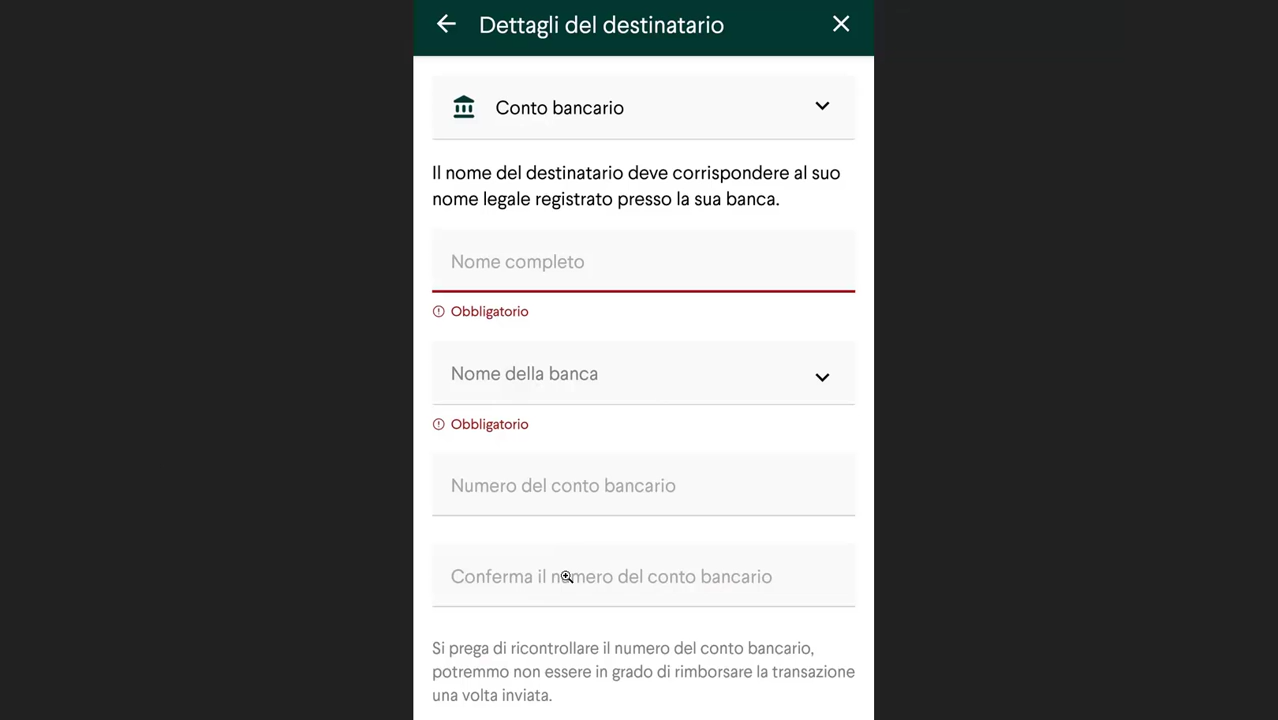 Dettagli del destinatario
Conto bancario
Il nome del destinatario deve corrispondere al suo
nome legale registrato presso la sua banca.
Nome completo
Obbligatorio
Nome della banca
Obbligatorio
Numero del conto bancario
Conferma il numero del conto bancario
Si prega di ricontrollare il numero del conto bancario,
potremmo non essere in grado di rimborsare la transazione
una volta inviata.